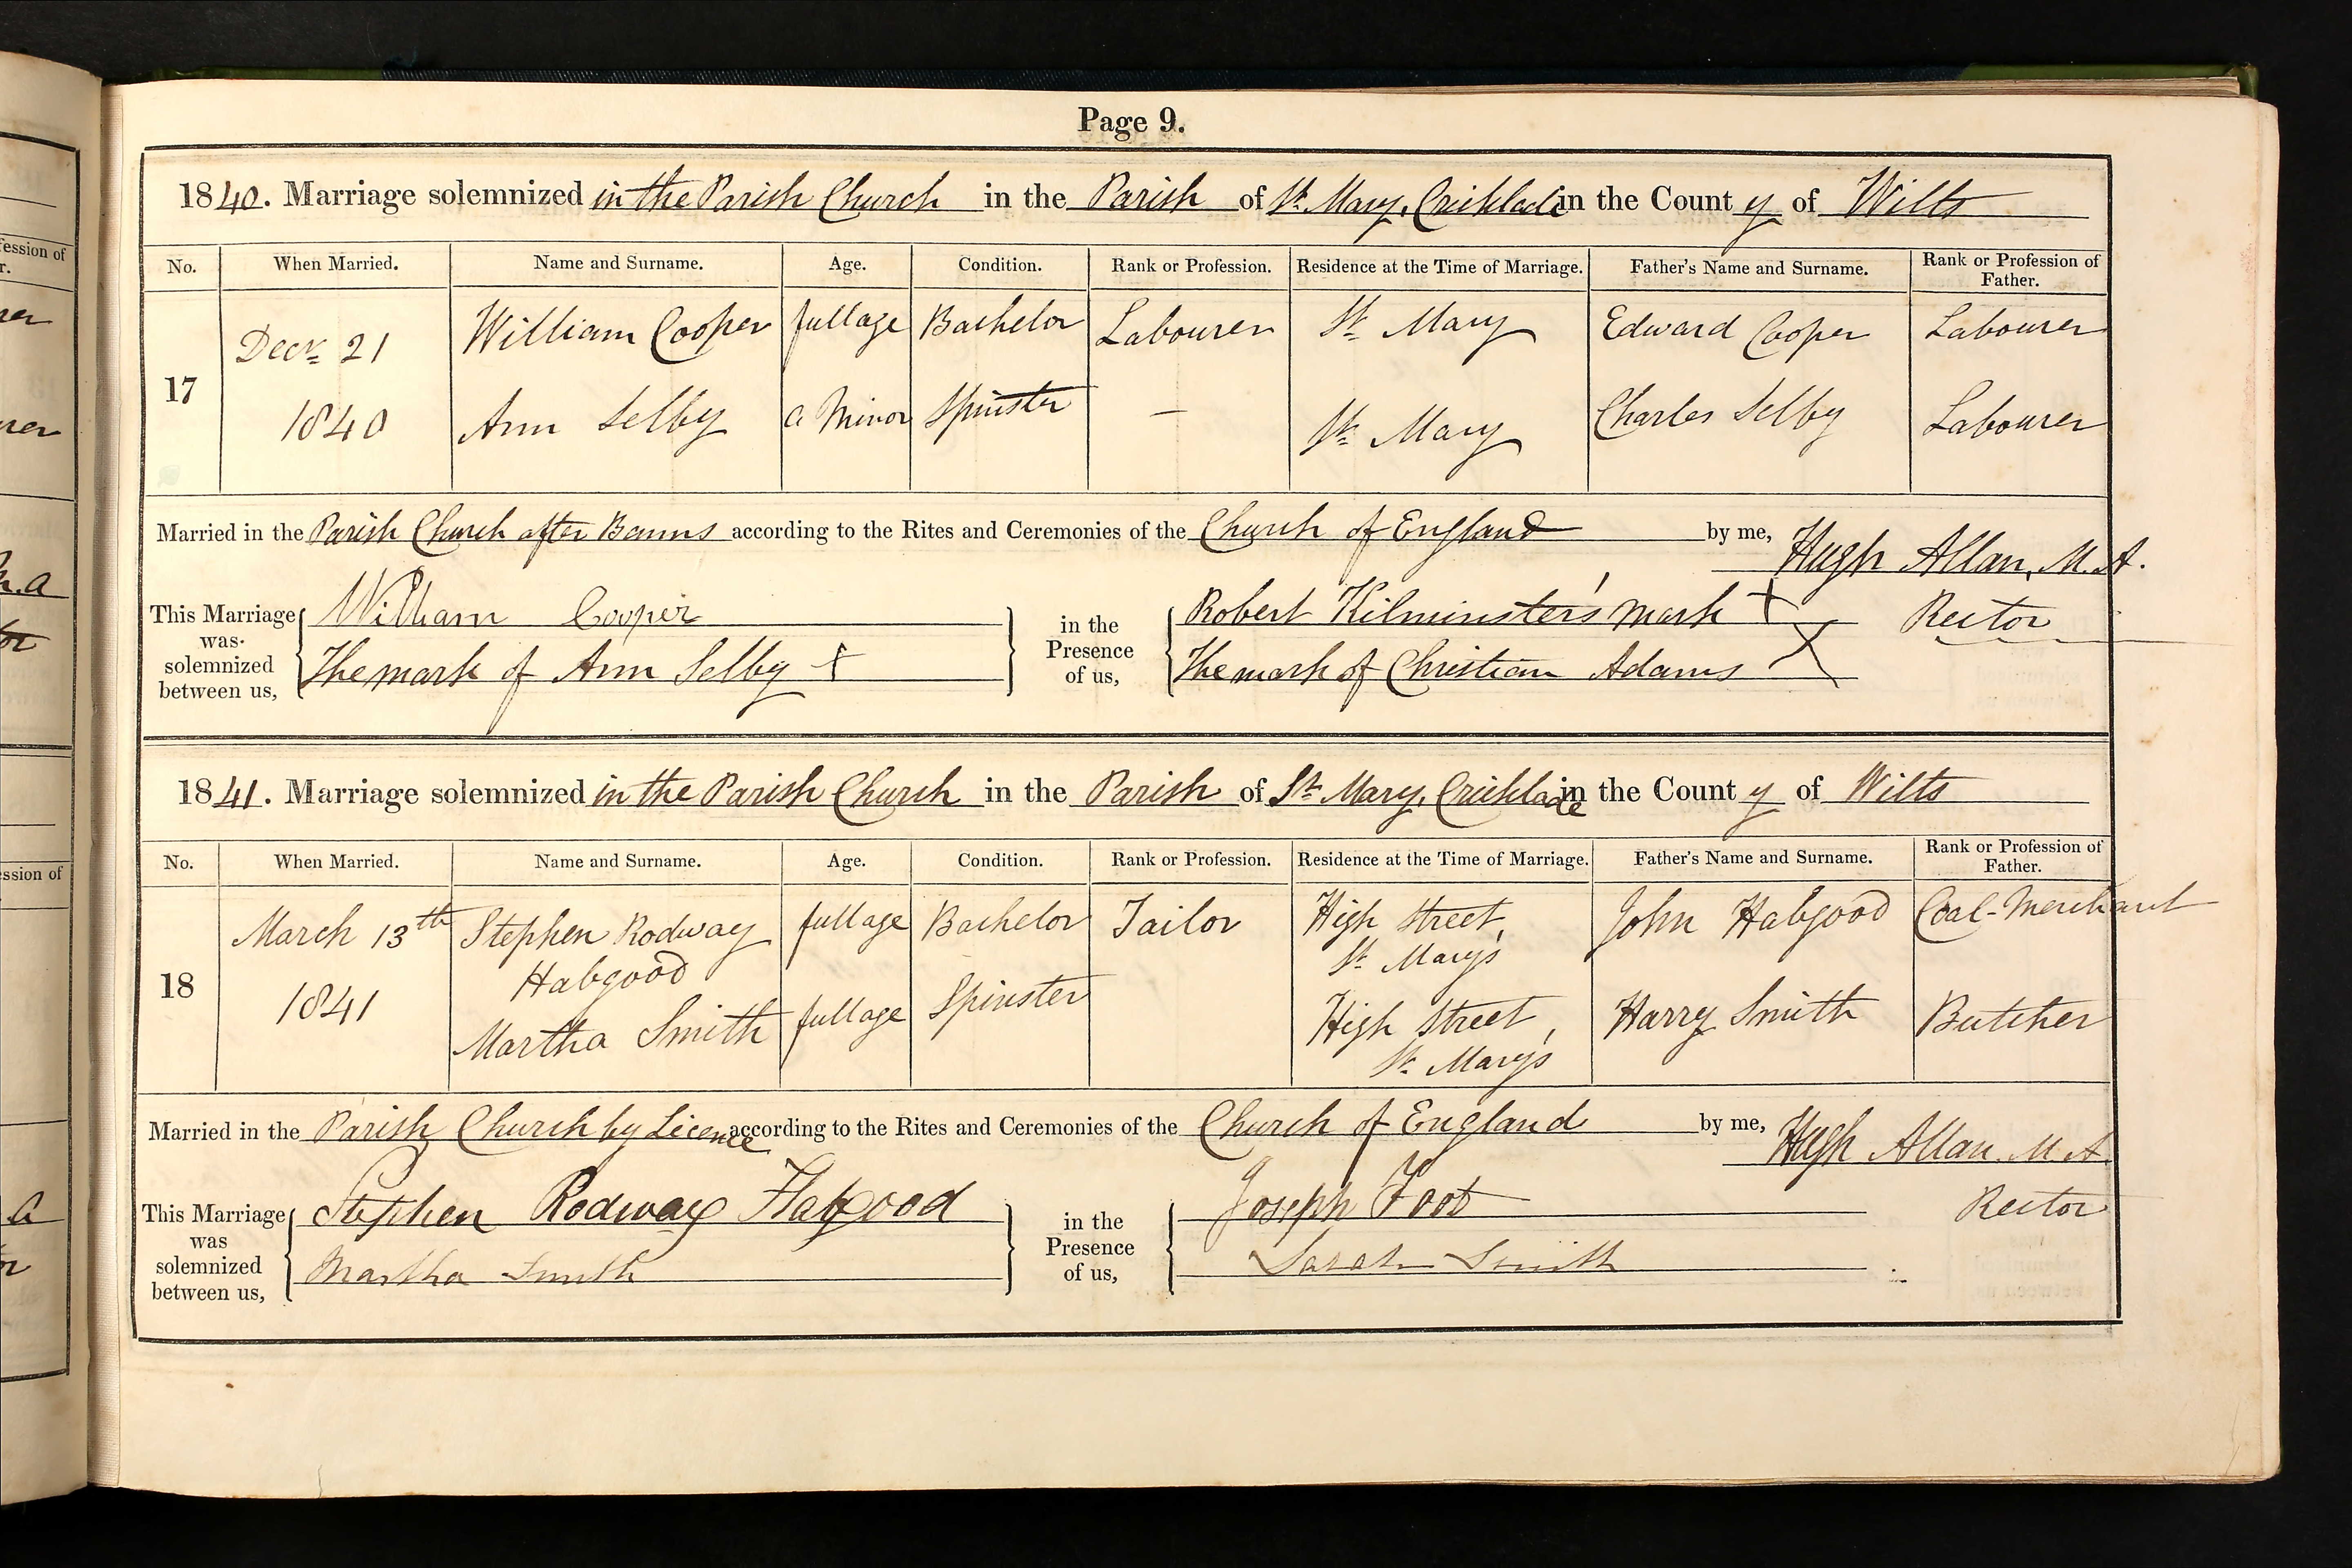 Page 9.
1840. Marriage solemnized in the Parish Church in the Parish of St. Mary, Cricklade in the County of Wilts
No. When Married. Name and Surname. Age. Condition. Rank or Profession. Residence at the Time of Marriage. Father's Name and Surname. Rank or Profession of Father.
17
Decr. 21 William Cooper full age Bachelor Labourer St. Mary Edward Cooper Labourer
1840 Ann Selby a Minor Spinster — St. Mary Charles Selby Labourer
Married in the Parish Church after Banns according to the Rites and Ceremonies of the Church of England by me, Hugh Allan, M.A.
Rector
This Marriage was solemnized between us,
William Cooper
The mark of Ann Selby X
in the Presence of us,
Robert Kilminster's mark X
The mark of Christian Adams X
1841. Marriage solemnized in the Parish Church in the Parish of St. Mary, Cricklade in the County of Wilts
No. When Married. Name and Surname. Age. Condition. Rank or Profession. Residence at the Time of Marriage. Father's Name and Surname. Rank or Profession of Father.
18
March 13th Stephen Rodway Habgood full age Bachelor Tailor High Street, St. Mary's John Habgood Coal-Merchant
1841 Martha Smith full age Spinster High Street, St. Mary's Harry Smith Butcher
Married in the Parish Church by Licence according to the Rites and Ceremonies of the Church of England by me, Hugh Allan, M.A.
Rector
This Marriage was solemnized between us,
Stephen Rodway Habgood
Martha Smith
in the Presence of us,
Joseph Foot
Sarah Smith